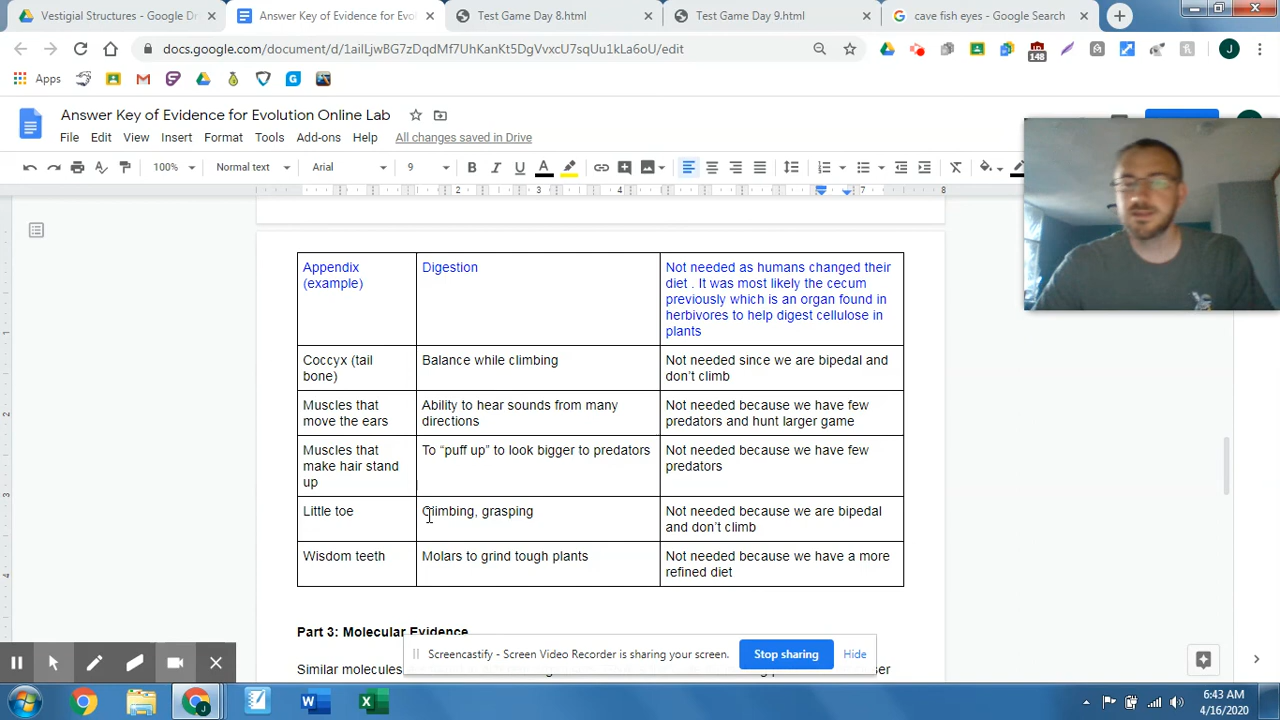 Vestigial Structures - Google Dr
Answer Key of Evidence for Evol
Test Game Day 8.html
Test Game Day 9.html
cave fish eyes - Google Search
Apps
148
J
Answer Key of Evidence for Evolution Online Lab
File Edit View Insert Format Tools Add-ons Help All changes saved in Drive
100% Normal text Arial 9 B I U A
2 3 4 7 8
Appendix (example)
Digestion
Not needed as humans changed their
diet . It was most likely the cecum
previously which is an organ found in
herbivores to help digest cellulose in
plants
Coccyx (tail
bone)
Balance while climbing
Not needed since we are bipedal and
don't climb
Muscles that
move the ears
Ability to hear sounds from many
directions
Not needed because we have few
predators and hunt larger game
Muscles that
make hair stand
up
To "puff up" to look bigger to predators
Not needed because we have few
predators
Little toe
Climbing, grasping
Not needed because we are bipedal
and don't climb
Wisdom teeth
Molars to grind tough plants
Not needed because we have a more
refined diet
Part 3: Molecular Evidence
Similar molecules
Screencastify - Screen Video Recorder is sharing your screen.
Stop sharing
Hide
6:43 AM
4/16/2020